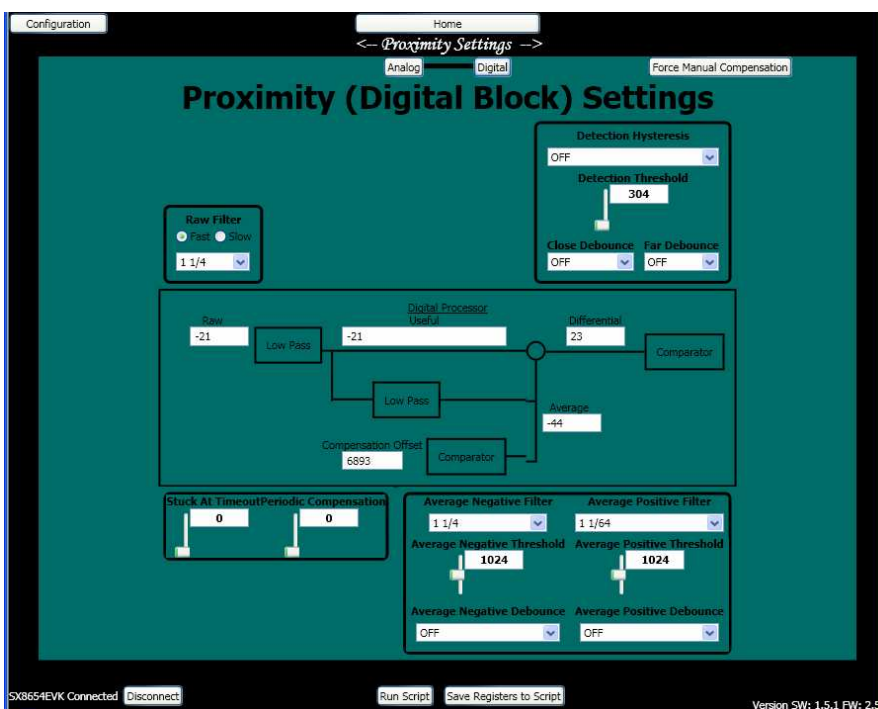 Configuration
Home
<-- Proximity Settings -->
Analog
Digital
Force Manual Compensation
Proximity (Digital Block) Settings
Detection Hysteresis
OFF
Detection Threshold
304
Close Debounce
Far Debounce
OFF
OFF
Raw Filter
Fast
Slow
1 1/4
Digital Processor
Raw
Useful
Differential
-21
-21
23
Low Pass
Comparator
Low Pass
Average
-44
Compensation Offset
6893
Comparator
Stuck At Timeout
Periodic Compensation
0
0
Average Negative Filter
Average Positive Filter
1 1/4
1 1/64
Average Negative Threshold
Average Positive Threshold
1024
1024
Average Negative Debounce
Average Positive Debounce
OFF
OFF
SX8654EVK Connected
Disconnect
Run Script
Save Registers to Script
Version SW: 1.5.1 FW: 2.5